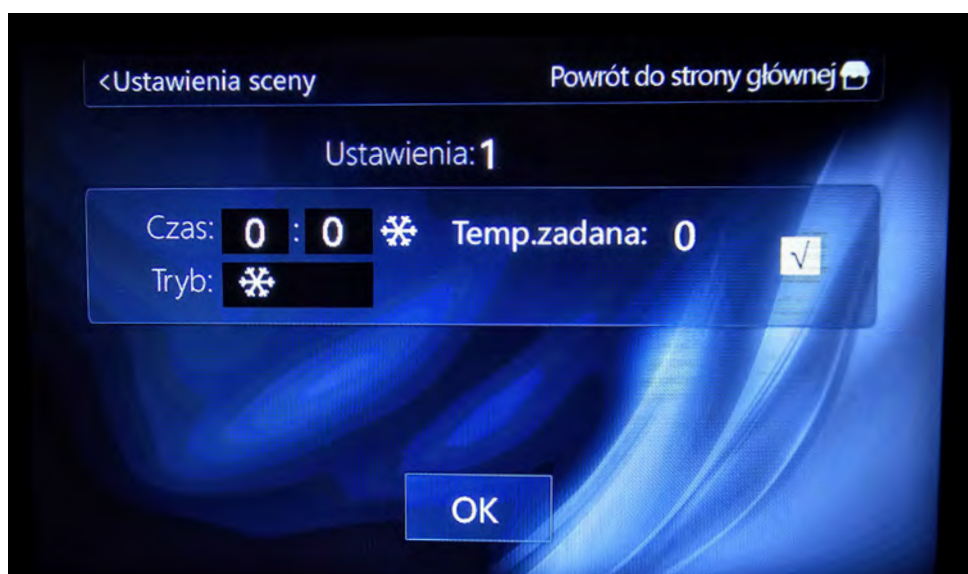 <Ustawienia sceny Powrót do strony głównej
Ustawienia: 1
Czas: 0 : 0 Temp.zadana: 0 √
Tryb:
OK